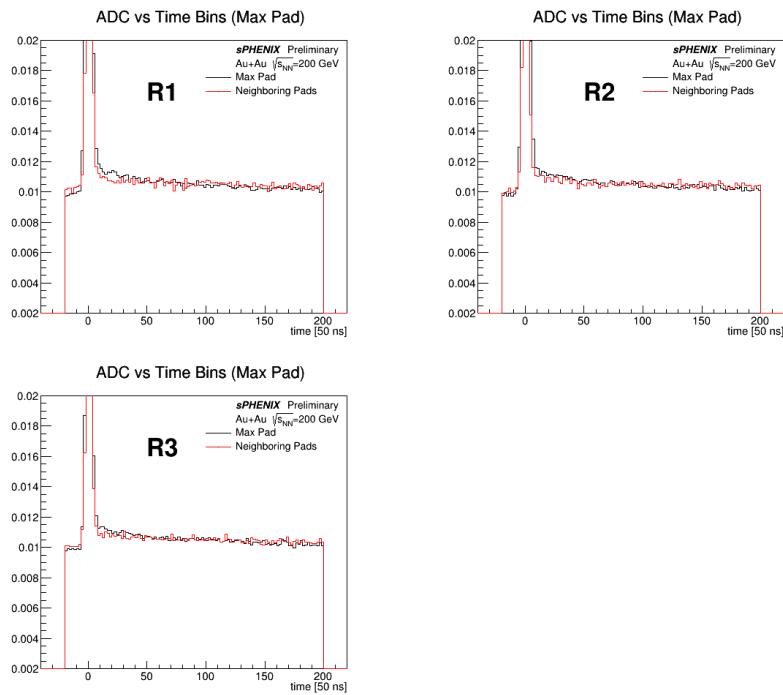 ADC vs Time Bins (Max Pad)
0.02
0.018
0.016
0.014
0.012
0.01
0.008
0.006
0.004
0.002
sPHENIX Preliminary
Au+Au √sNN=200 GeV
Max Pad
Neighboring Pads
R1
0 50 100 150 200
time [50 ns]
ADC vs Time Bins (Max Pad)
0.02
0.018
0.016
0.014
0.012
0.01
0.008
0.006
0.004
0.002
sPHENIX Preliminary
Au+Au √sNN=200 GeV
Max Pad
Neighboring Pads
R2
0 50 100 150 200
time [50 ns]
ADC vs Time Bins (Max Pad)
0.02
0.018
0.016
0.014
0.012
0.01
0.008
0.006
0.004
0.002
sPHENIX Preliminary
Au+Au √sNN=200 GeV
Max Pad
Neighboring Pads
R3
0 50 100 150 200
time [50 ns]